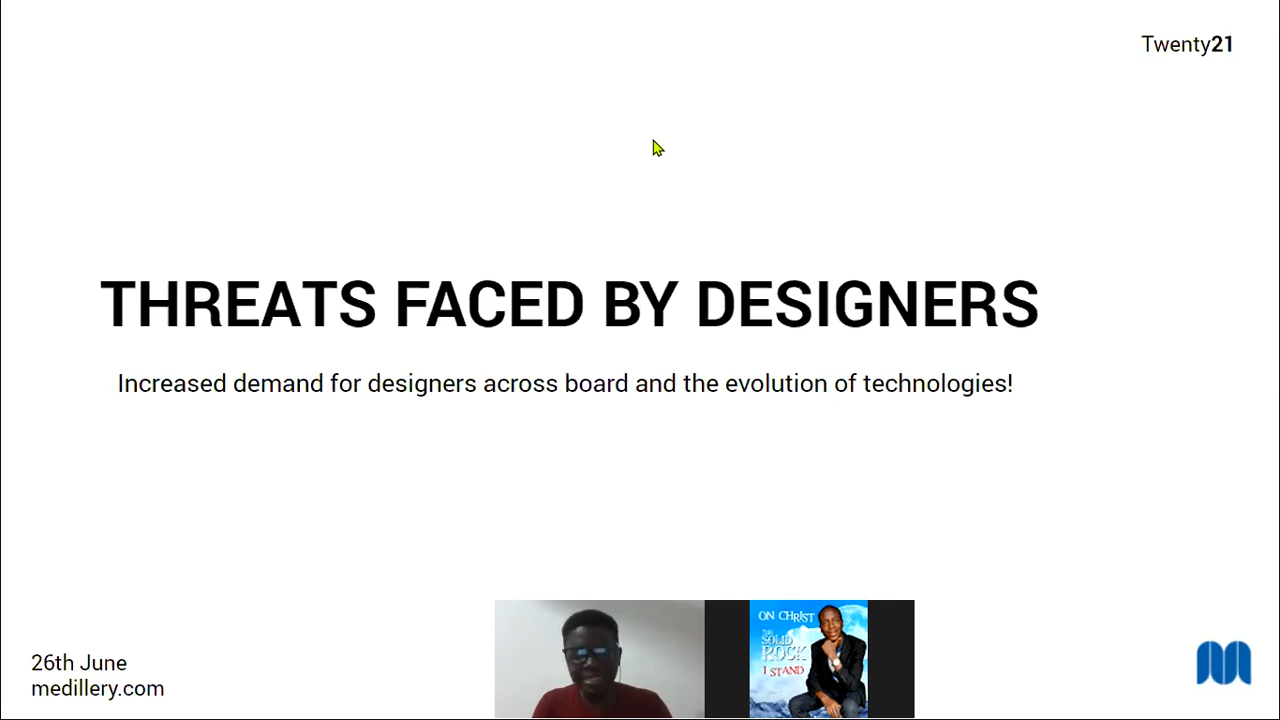 Twenty21
THREATS FACED BY DESIGNERS
Increased demand for designers across board and the evolution of technologies!
26th June
medillery.com
ON CHRIST
THE
SOLID
ROCK
I STAND